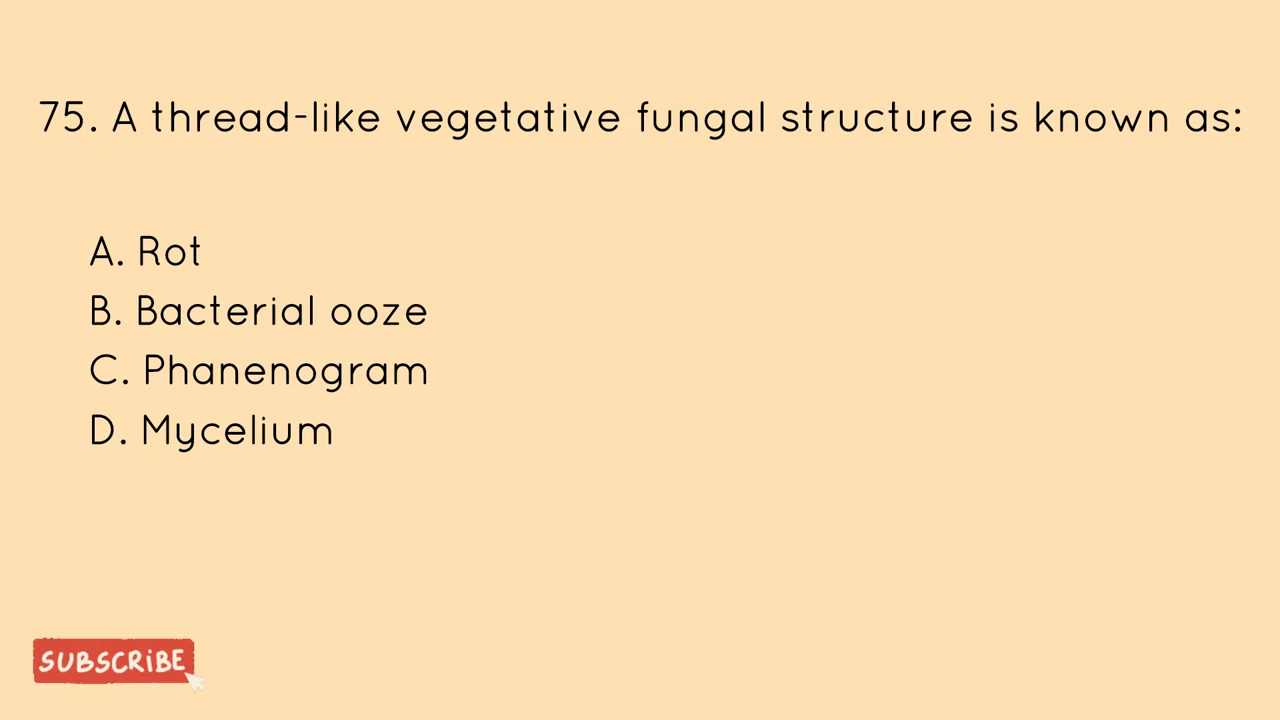 75. A thread-like vegetative fungal structure is known as:
A. Rot
B. Bacterial ooze
C. Phanenogram
D. Mycelium
SUBSCRiBE